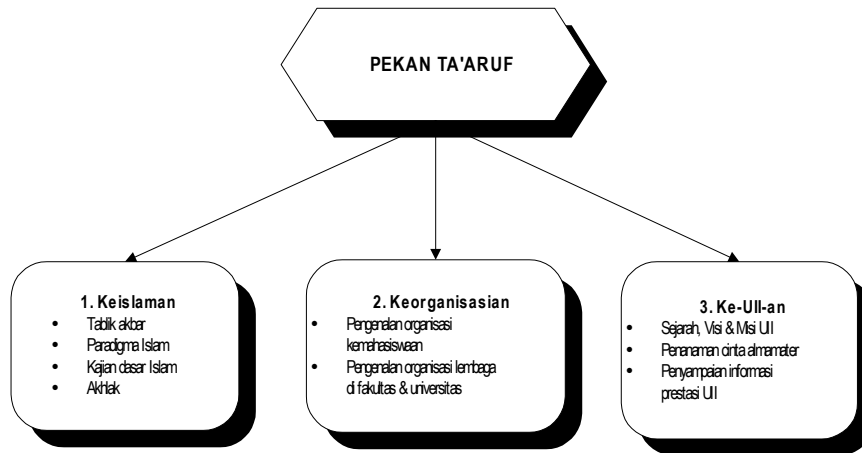 PEKAN TA'ARUF
1. Keislaman
• Tablik akbar
• Paradigma Islam
• Kajian dasar Islam
• Akhlak
2. Keorganisasian
• Pengenalan organisasi
kemahasiswaan
• Pengenalan organisasi lembaga
di fakultas & universitas
3. Ke-UII-an
• Sejarah, Visi & Misi UII
• Penanaman cinta almamater
• Penyampaian informasi
prestasi UII